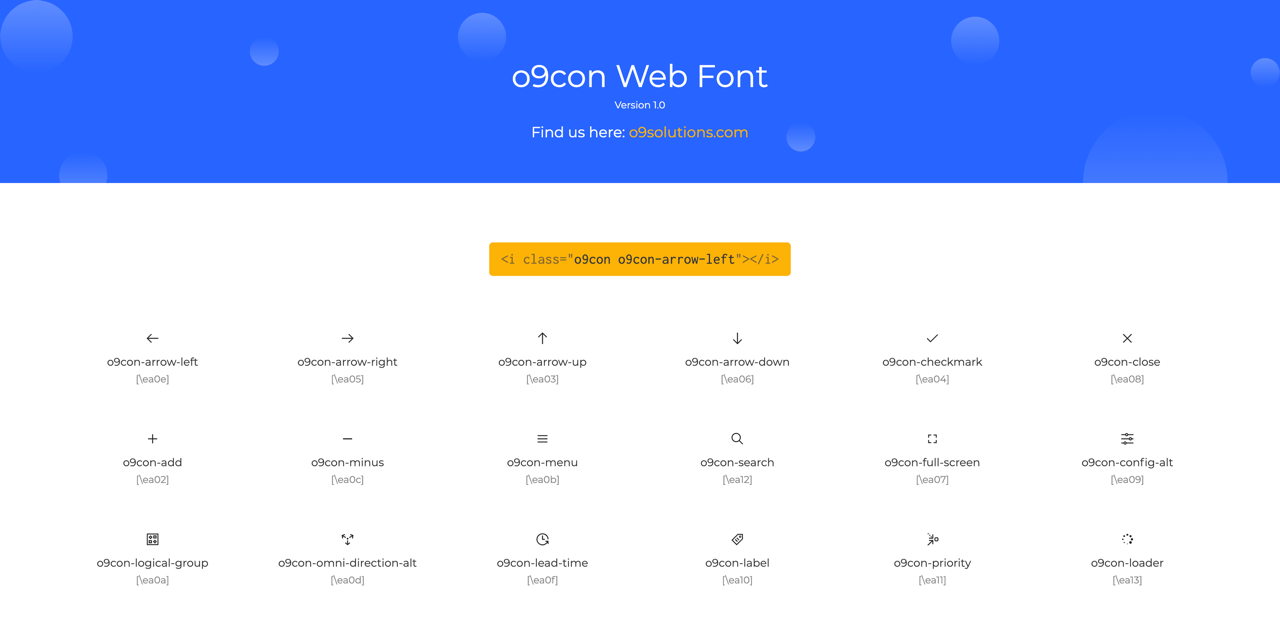 o9con Web Font
Version 1.0
Find us here: o9solutions.com
<i class="o9con o9con-arrow-left"></i>
o9con-arrow-left o9con-arrow-right o9con-arrow-up o9con-arrow-down o9con-checkmark o9con-close
[\ea0e] [\ea05] [\ea03] [\ea06] [\ea04] [\ea08]
o9con-add o9con-minus o9con-menu o9con-search o9con-full-screen o9con-config-alt
[\ea02] [\ea0c] [\ea0b] [\ea12] [\ea07] [\ea09]
o9con-logical-group o9con-omni-direction-alt o9con-lead-time o9con-label o9con-priority o9con-loader
[\ea0a] [\ea0d] [\ea0f] [\ea10] [\ea11] [\ea13]